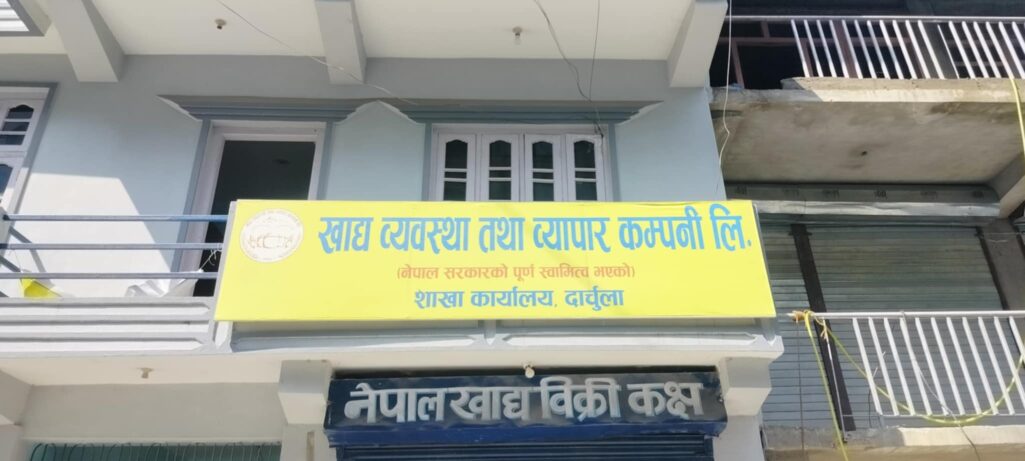 खाद्य व्यवस्था तथा व्यापार कम्पनी लि.
(नेपाल सरकारको पूर्ण स्वामित्व भएको)
शाखा कार्यालय, दार्चुला
नेपाल खाद्य विक्री कक्ष